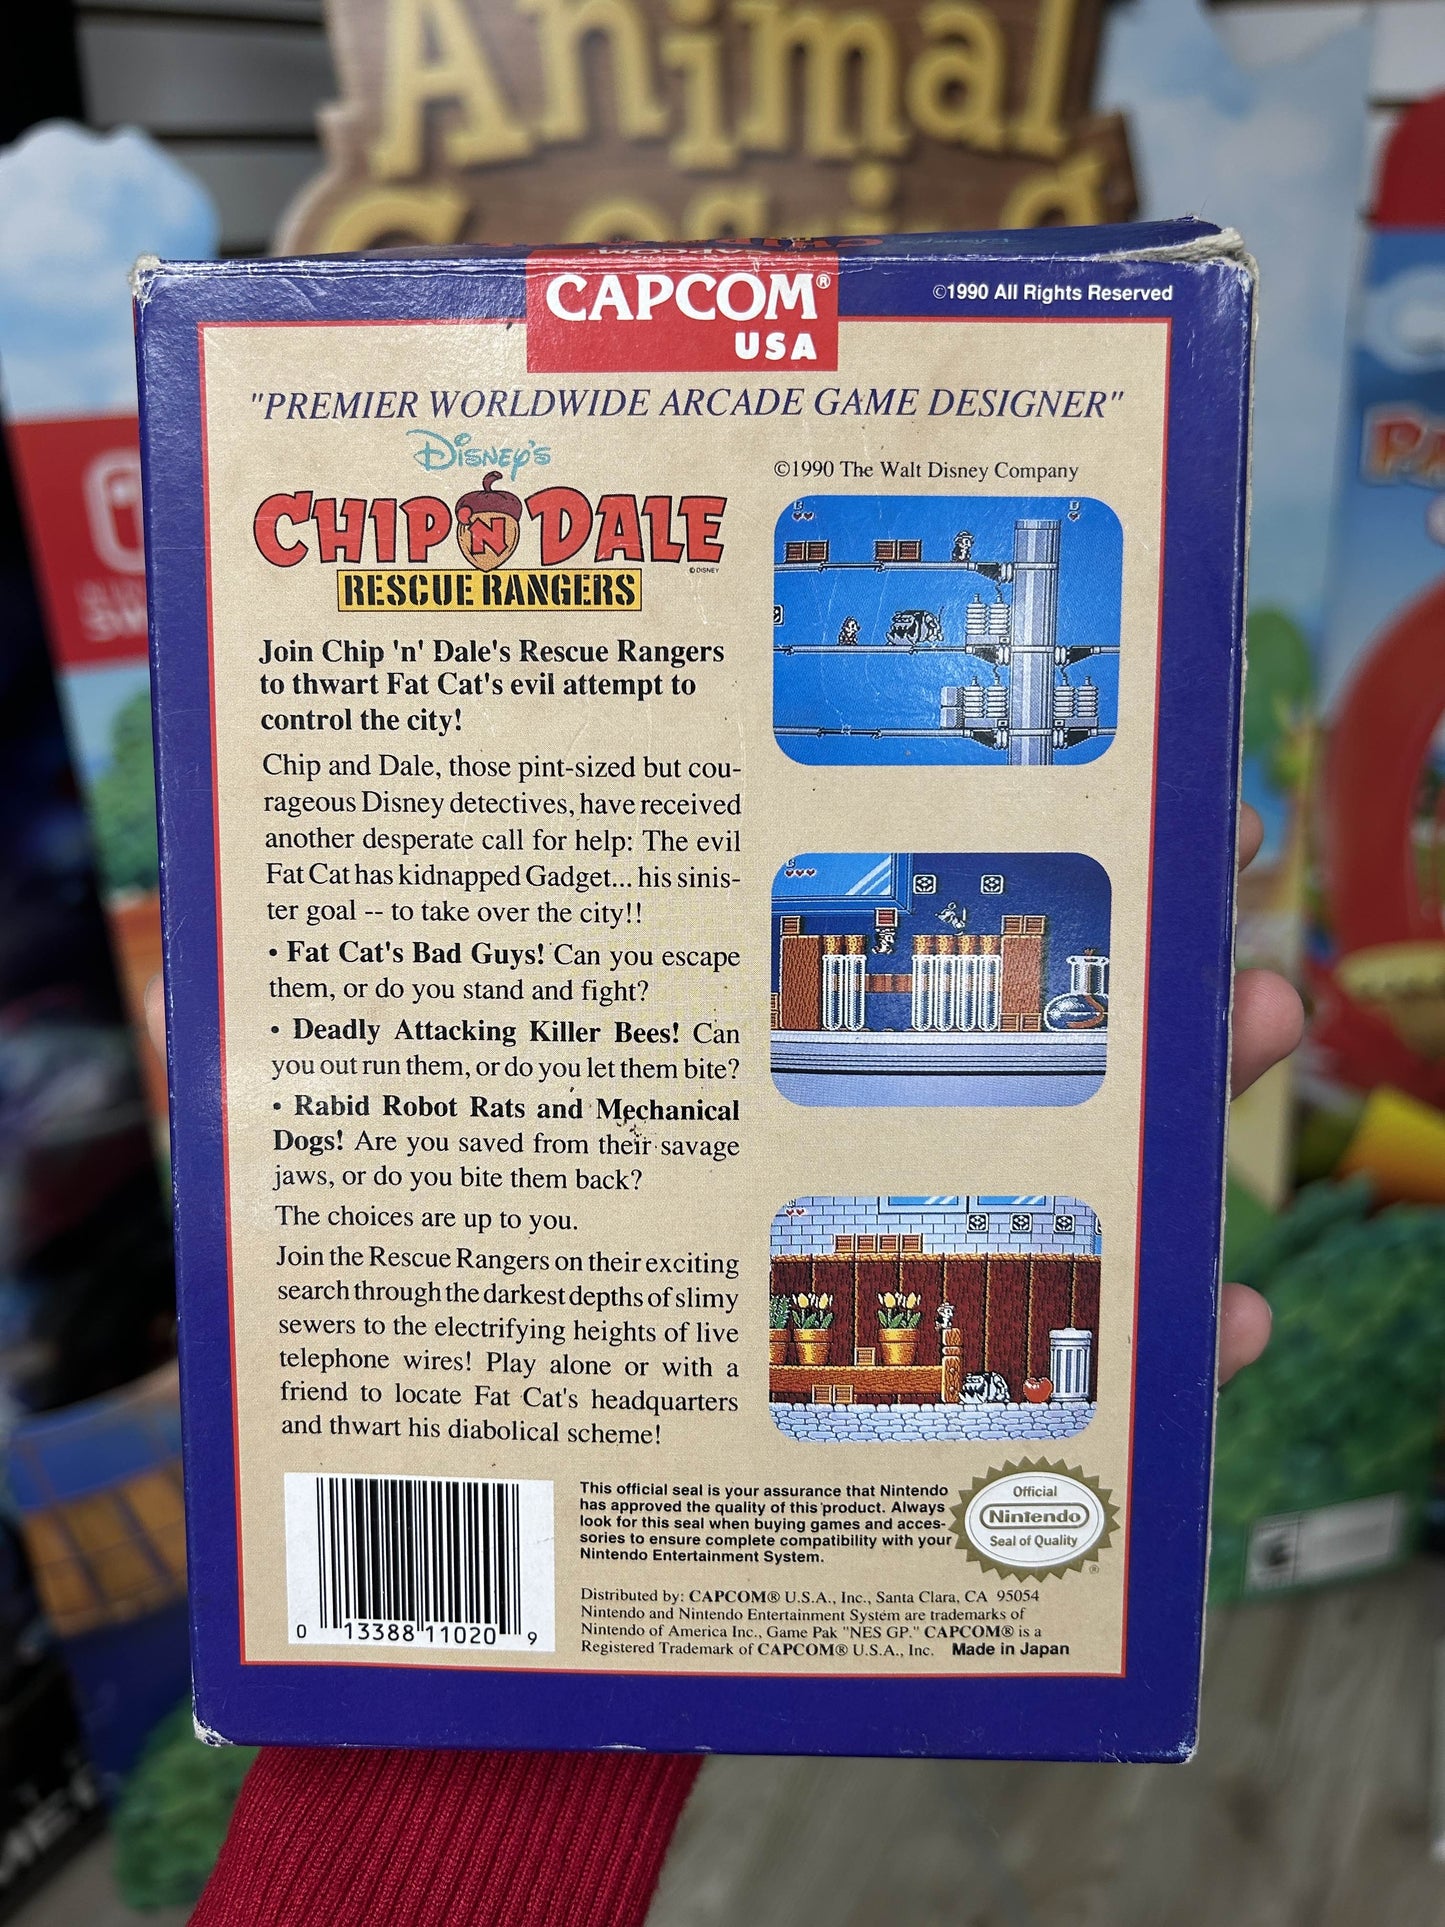 Animal
Crossing
CAPCOM®
USA
©1990 All Rights Reserved
"PREMIER WORLDWIDE ARCADE GAME DESIGNER"
Disney's
CHIP 'N DALE
©DISNEY
RESCUE RANGERS
©1990 The Walt Disney Company
Join Chip 'n' Dale's Rescue Rangers
to thwart Fat Cat's evil attempt to
control the city!
Chip and Dale, those pint-sized but cou-
rageous Disney detectives, have received
another desperate call for help: The evil
Fat Cat has kidnapped Gadget... his sinis-
ter goal -- to take over the city!!
• Fat Cat's Bad Guys! Can you escape
them, or do you stand and fight?
• Deadly Attacking Killer Bees! Can
you out run them, or do you let them bite?
• Rabid Robot Rats and Mechanical
Dogs! Are you saved from their savage
jaws, or do you bite them back?
The choices are up to you.
Join the Rescue Rangers on their exciting
search through the darkest depths of slimy
sewers to the electrifying heights of live
telephone wires! Play alone or with a
friend to locate Fat Cat's headquarters
and thwart his diabolical scheme!
0 13388 11020 9
This official seal is your assurance that Nintendo
has approved the quality of this product. Always
look for this seal when buying games and acces-
sories to ensure complete compatibility with your
Nintendo Entertainment System.
Official
Nintendo
Seal of Quality
®
Distributed by: CAPCOM® U.S.A., Inc., Santa Clara, CA 95054
Nintendo and Nintendo Entertainment System are trademarks of
Nintendo of America Inc., Game Pak "NES GP." CAPCOM® is a
Registered Trademark of CAPCOM® U.S.A., Inc. Made in Japan